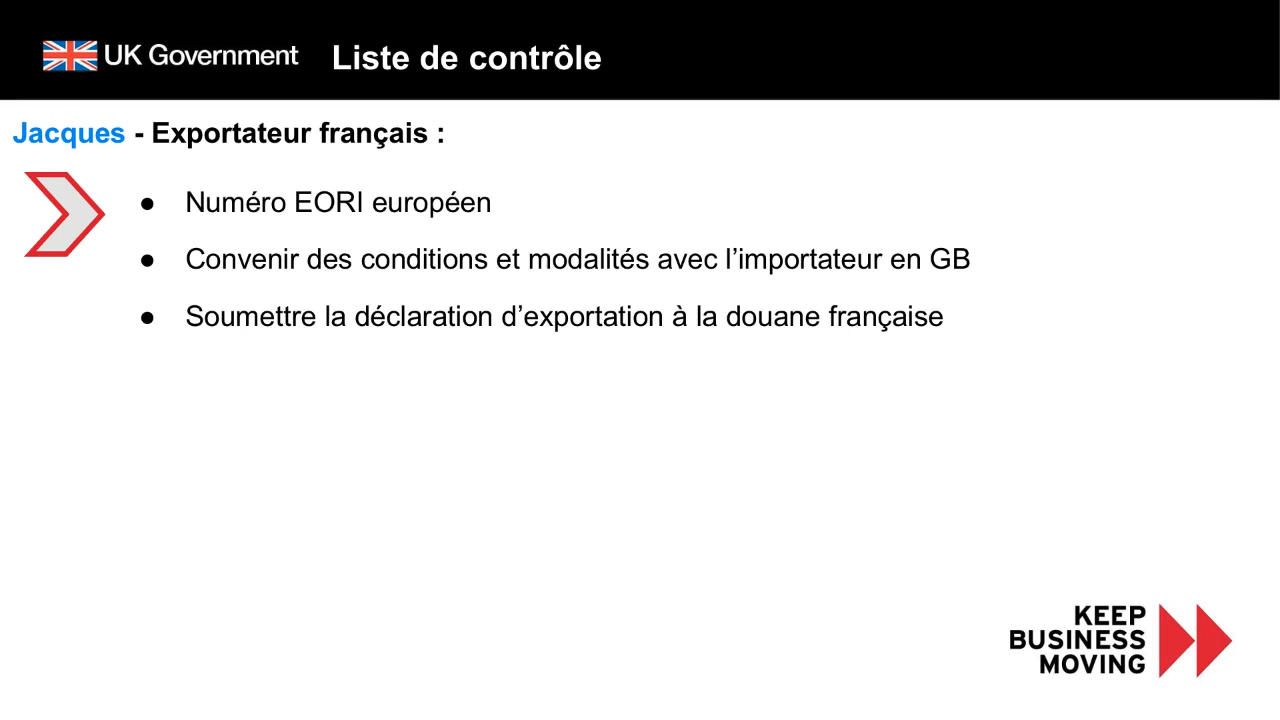 UK Government
Liste de contrôle
Jacques - Exportateur français :
● Numéro EORI européen
● Convenir des conditions et modalités avec l’importateur en GB
● Soumettre la déclaration d’exportation à la douane française
KEEP
BUSINESS
MOVING